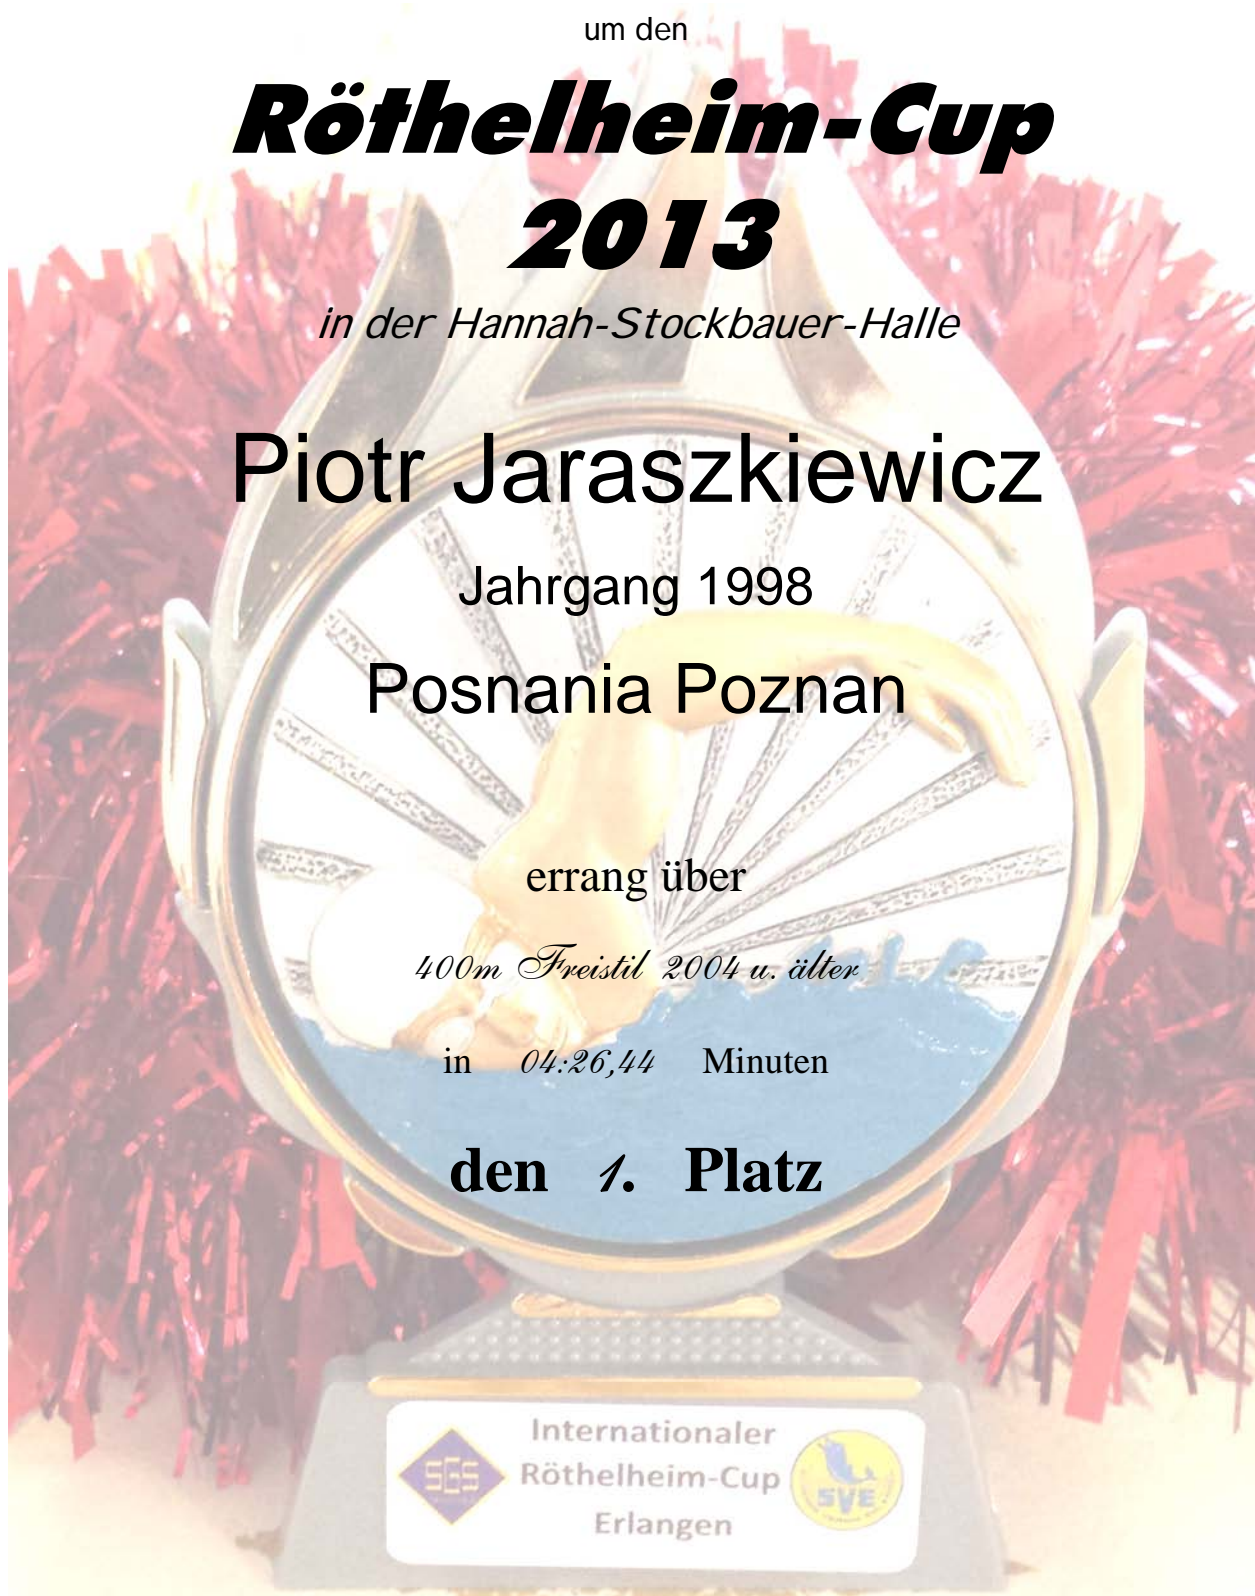 um den
Röthelheim-Cup
2013
in der Hannah-Stockbauer-Halle
Piotr Jaraszkiewicz
Jahrgang 1998
Posnania Poznan
errang über
400m Freistil 2004 u. älter
in 04:26,44 Minuten
den 1. Platz
Internationaler
SGS Röthelheim-Cup SVE
Erlangen